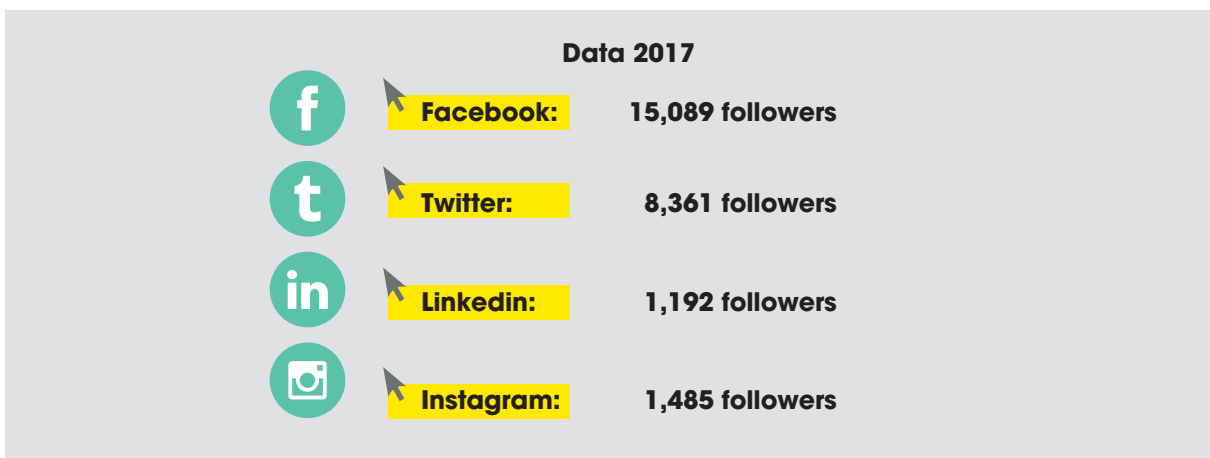 Data 2017
Facebook: 15,089 followers
Twitter: 8,361 followers
Linkedin: 1,192 followers
Instagram: 1,485 followers